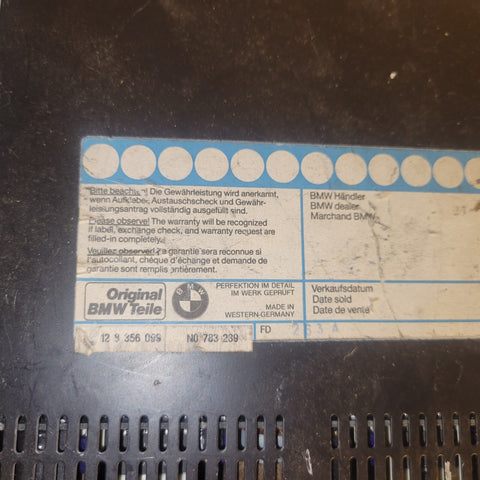 Bitte beachten! Die Gewährleistung wird anerkannt,
wenn Aufkleber, Austauschscheck und Gewähr-
leistungsantrag vollständig ausgefüllt sind.
Please observe! The warranty will be recognized
if label, exchange check, and warranty request are
filled-in completely.
Veuillez observer! La garantie sera reconnue si
l'autocollant, chéque d'échange et demande de
garantie sont remplis entièrement.
BMW Händler
BMW dealer
Marchand BMW
Original
BMW Teile
BMW
PERFEKTION IM DETAIL
IM WERK GEPRÜFT
MADE IN
WESTERN-GERMANY
Verkaufsdatum
Date sold
Date de vente
12 9 356 099 NO 783 239
FD 263 A